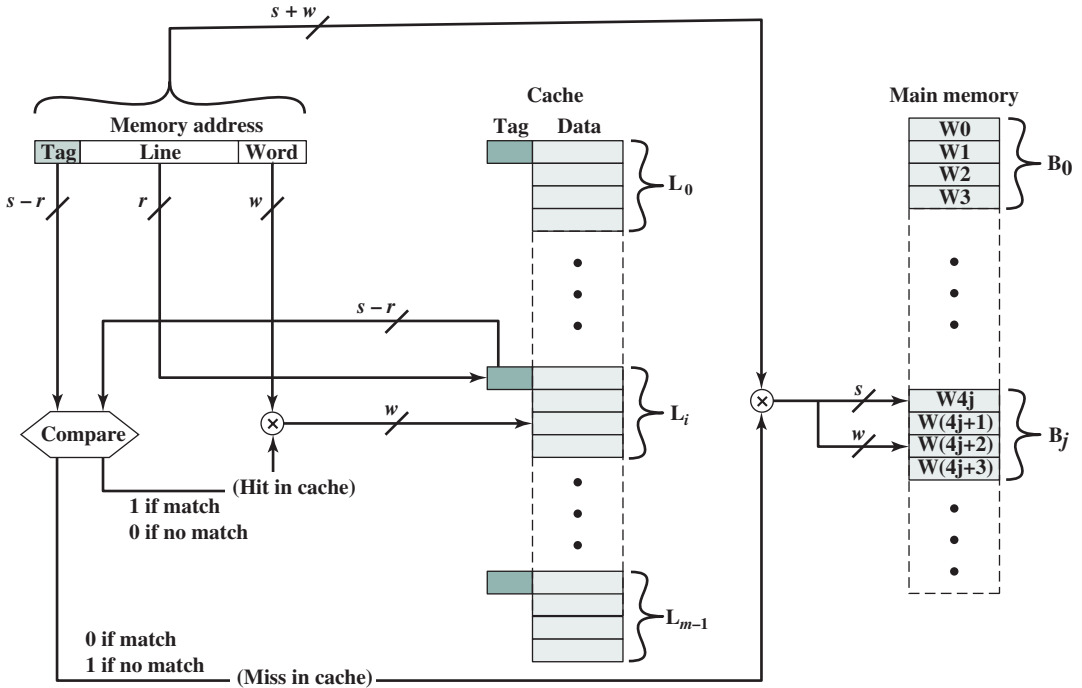 s + w
Memory address
Tag Line Word
s – r
r
w
Cache
Tag Data
L0
Main memory
W0
W1
W2
W3
B0
s – r
Compare
w
Li
s
w
W4j
W(4j+1)
W(4j+2)
W(4j+3)
Bj
(Hit in cache)
1 if match
0 if no match
Lm–1
0 if match
1 if no match
(Miss in cache)